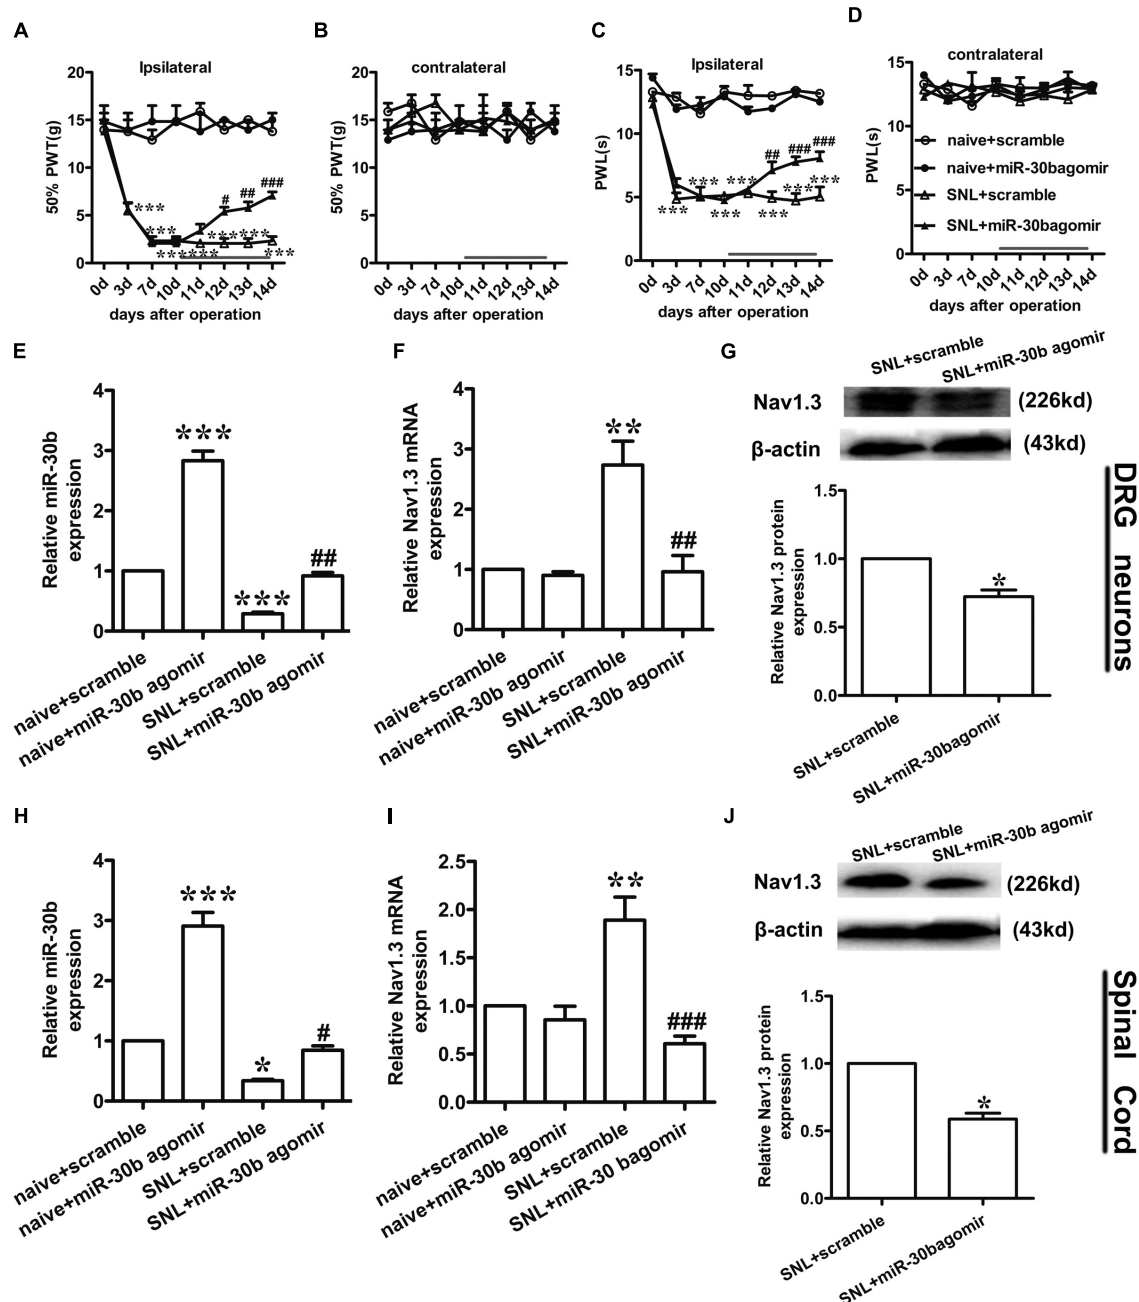 A
B
C
D
Ipsilateral
20
15
10
5
0
50% PWT(g)
***
***
***
***
***
***
***
#
##
###
0d 3d 7d 10d 11d 12d 13d 14d
days after operation
contralateral
20
15
10
5
0
50% PWT(g)
0d 3d 7d 10d 11d 12d 13d 14d
days after operation
Ipsilateral
15
10
5
0
PWL(s)
***
***
***
***
***
***
***
##
###
###
0d 3d 7d 10d 11d 12d 13d 14d
days after operation
contralateral
15
10
5
0
PWL(s)
naive+scramble
naive+miR-30bagomir
SNL+scramble
SNL+miR-30bagomir
0d 3d 7d 10d 11d 12d 13d 14d
days after operation
E
4
3
2
1
0
Relative miR-30b
expression
***
***
##
naive+scramble
naive+miR-30b agomir
SNL+scramble
SNL+miR-30b agomir
F
4
3
2
1
0
Relative Nav1.3 mRNA
expression
**
##
naive+scramble
naive+miR-30b agomir
SNL+scramble
SNL+miR-30b agomir
G
SNL+scramble
SNL+miR-30b agomir
Nav1.3
(226kd)
β-actin
(43kd)
1.5
1.0
0.5
0.0
Relative Nav1.3 protein
expression
*
SNL+scramble
SNL+miR-30bagomir
DRG neurons
H
4
3
2
1
0
Relative miR-30b
expression
***
*
#
naive+scramble
naive+miR-30b agomir
SNL+scramble
SNL+miR-30b agomir
I
2.5
2.0
1.5
1.0
0.5
0.0
Relative Nav1.3 mRNA
expression
**
###
naive+scramble
naive+miR-30b agomir
SNL+scramble
SNL+miR-30 bagomir
J
SNL+scramble
SNL+miR-30b agomir
Nav1.3
(226kd)
β-actin
(43kd)
1.5
1.0
0.5
0.0
Relative Nav1.3 protein
expression
*
SNL+scramble
SNL+miR-30bagomir
Spinal Cord